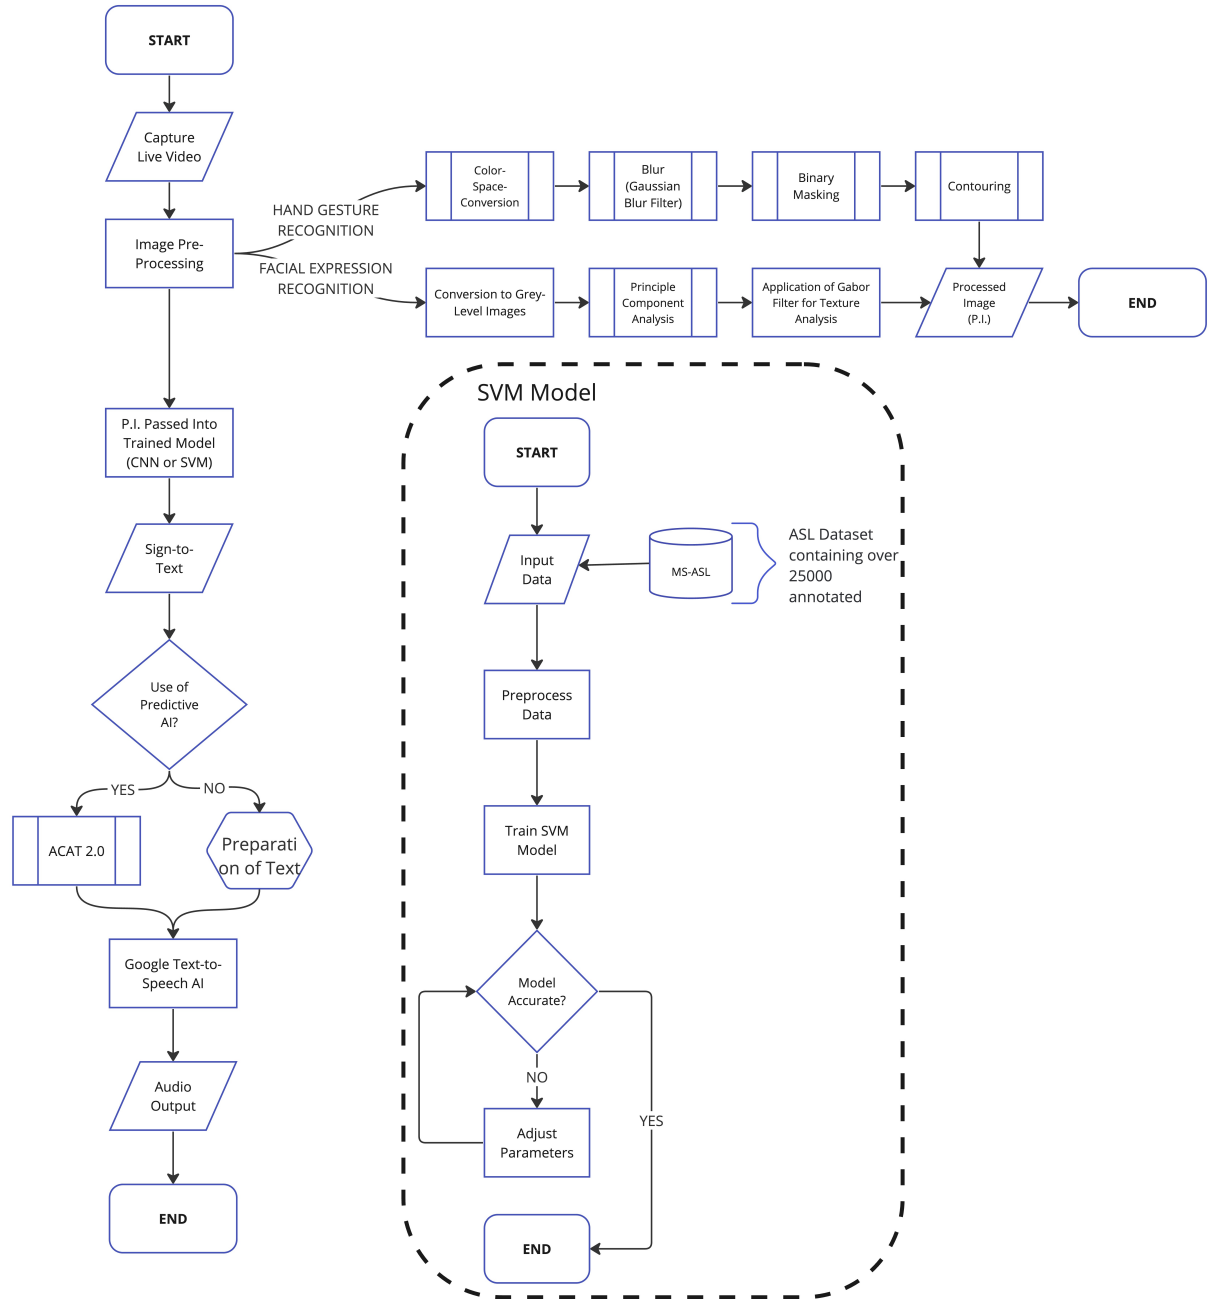 START
Capture
Live Video
Image Pre-
Processing
HAND GESTURE
RECOGNITION
FACIAL EXPRESSION
RECOGNITION
Color-
Space-
Conversion
Blur
(Gaussian
Blur Filter)
Binary
Masking
Contouring
Conversion to Grey-
Level Images
Principle
Component
Analysis
Application of Gabor
Filter for Texture
Analysis
Processed
Image
(P.I.)
END
P.I. Passed Into
Trained Model
(CNN or SVM)
Sign-to-
Text
Use of
Predictive
AI?
YES
NO
ACAT 2.0
Preparati
on of Text
Google Text-to-
Speech AI
Audio
Output
END
SVM Model
START
Input
Data
MS-ASL
ASL Dataset
containing over
25000
annotated
Preprocess
Data
Train SVM
Model
Model
Accurate?
NO
YES
Adjust
Parameters
END